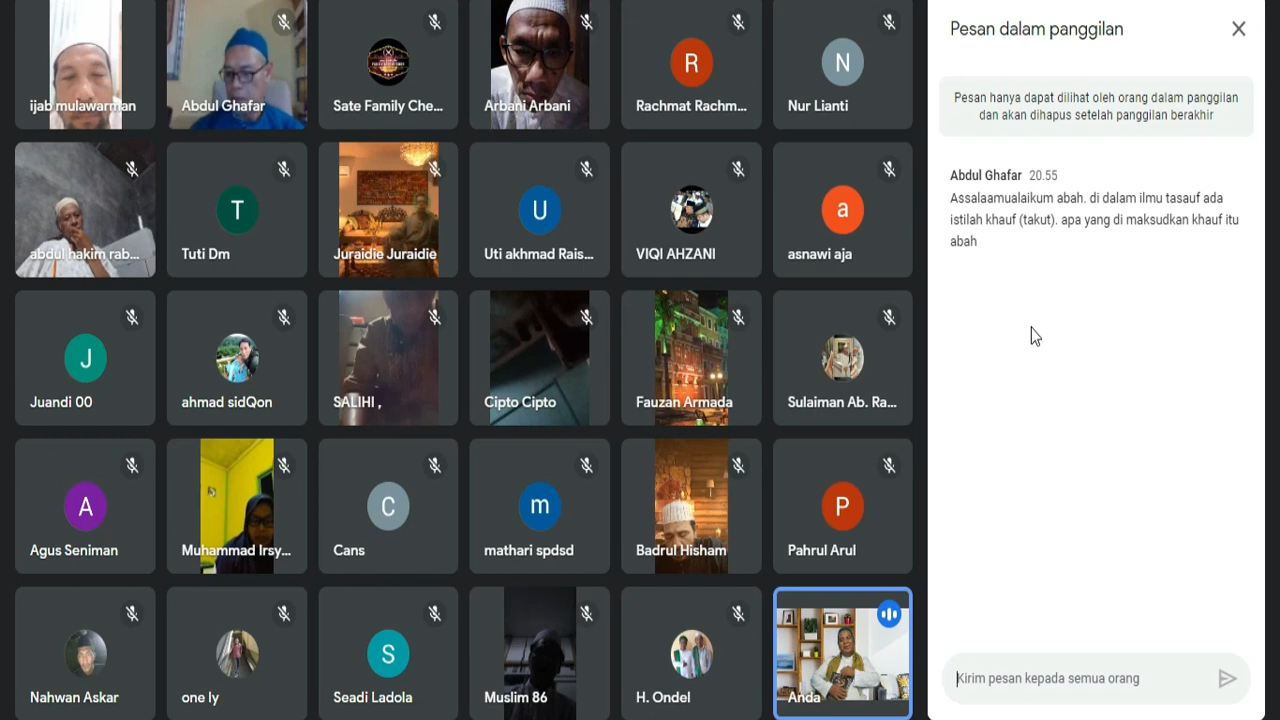 ijab mulawarman
Abdul Ghafar
Sate Family Che...
Arbani Arbani
R
Rachmat Rachm...
N
Nur Lianti
abdul hakim rab...
T
Tuti Dm
Juraidie Juraidie
U
Uti akhmad Rais...
VIQI AHZANI
a
asnawi aja
J
Juandi 00
ahmad sidQon
SALIHI ,
Cipto Cipto
Fauzan Armada
Sulaiman Ab. Ra...
A
Agus Seniman
Muhammad Irsy...
C
Cans
m
mathari spdsd
Badrul Hisham
P
Pahrul Arul
Nahwan Askar
one ly
S
Seadi Ladola
Muslim 86
H. Ondel
Anda
Pesan dalam panggilan
Pesan hanya dapat dilihat oleh orang dalam panggilan
dan akan dihapus setelah panggilan berakhir
Abdul Ghafar 20.55
Assalaamualaikum abah. di dalam ilmu tasauf ada
istilah khauf (takut). apa yang di maksudkan khauf itu
abah
Kirim pesan kepada semua orang